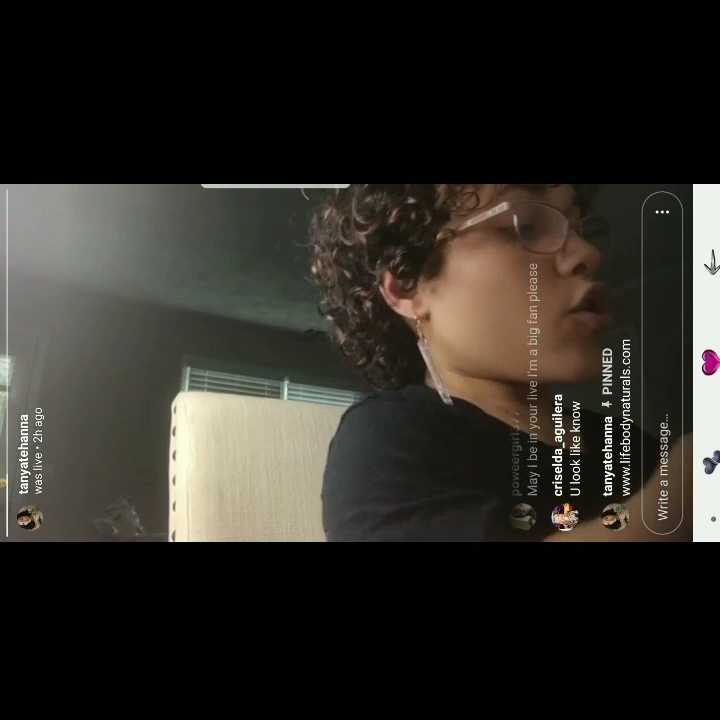 tanyatehanna
was live • 2h ago
May I be in your live I'm a big fan please
criselda_aguilera
U look like know
tanyatehanna PINNED
www.lifebodynaturals.com
Write a message...